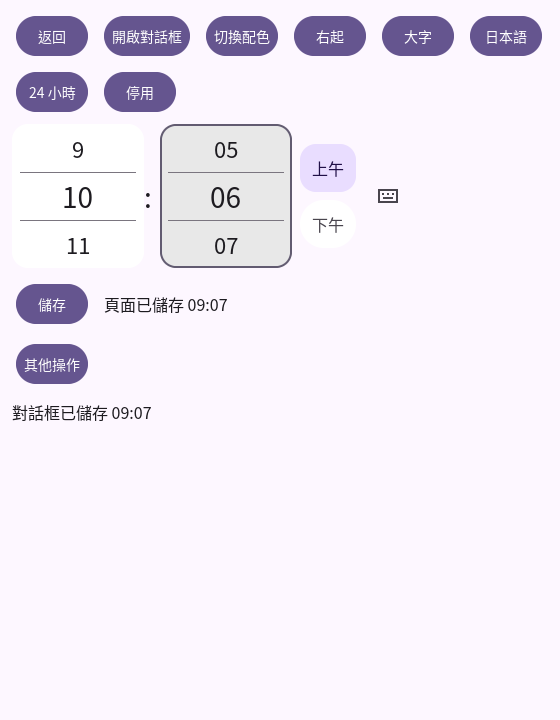 返回 開啟對話框 切換配色 右起 大字 日本語
24 小時 停用
9 05
10 : 06
11 07
上午
下午
儲存 頁面已儲存 09:07
其他操作
對話框已儲存 09:07